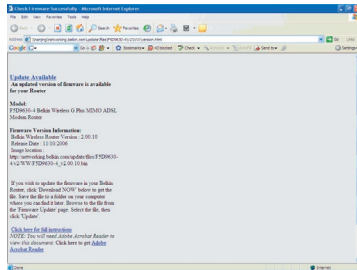 Check Firmware Successfully - Microsoft Internet Explorer
File Edit View Favorites Tools Help
Search Favorites
Address
Go Links
Google
Bookmarks
Check
Send to
Settings
Update Available
An updated version of firmware is available
for your Router
Model:
F5D9630-4 Belkin Wireless G Plus MIMO ADSL
Modem Router
Firmware Version Information:
Belkin Wireless Router Version : 2.00.10
Release Date : 11/10/2006
Image location :
http://networking.belkin.com/update/files/F5D9630-
4/v2/WW/F5D9630-4_v2.00.10.bin
If you wish to update the firmware in your Belkin
Router, click 'Download NOW' below to get the
file. Save the file to a folder on your computer
where you can find it later. Browse to the file from
the 'Firmware Update' page. Select the file, then
click 'Update'.
Click here for full instructions
NOTE: You will need Adobe Acrobat Reader to
view this document. Click here to get Adobe
Acrobat Reader
Done
Internet